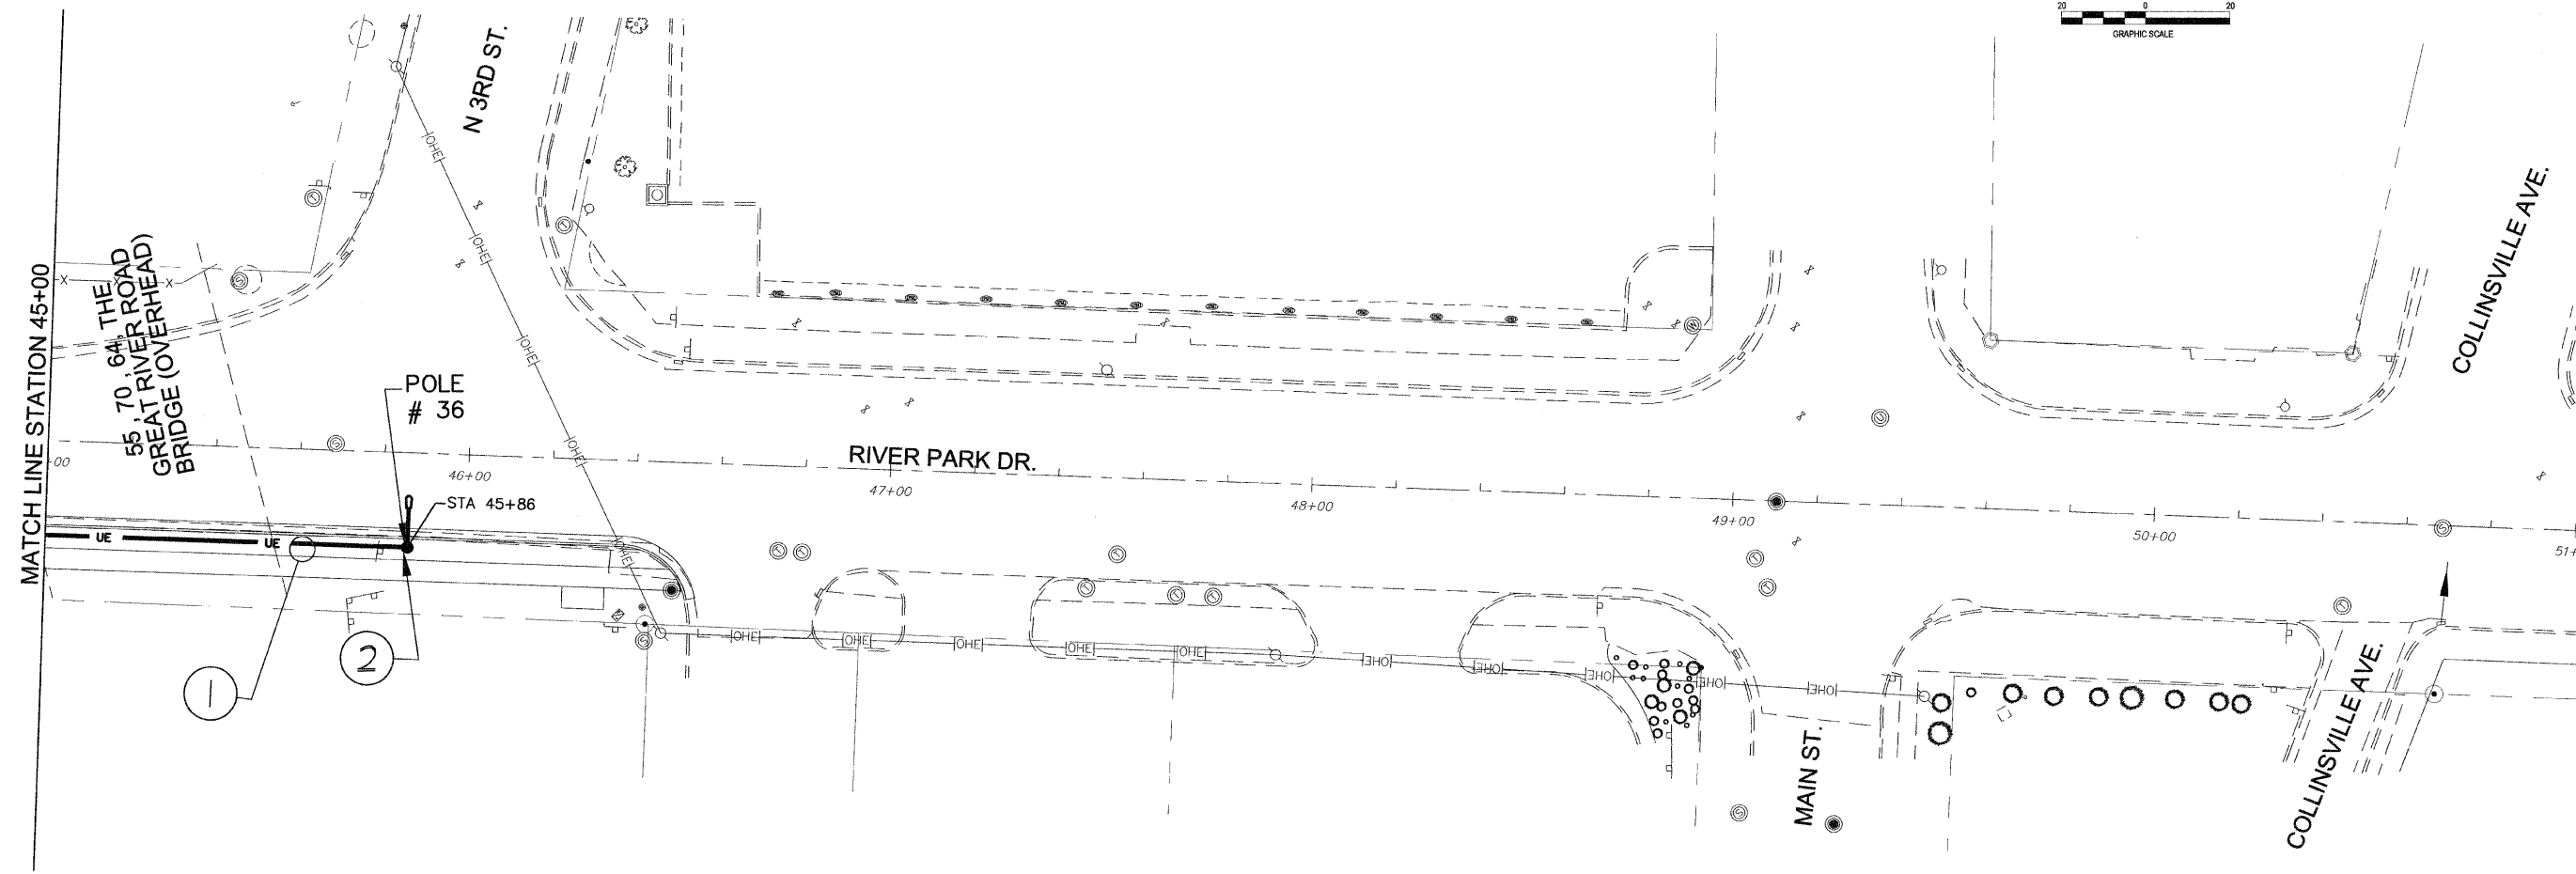 20 0 20
GRAPHIC SCALE
N 3RD ST.
COLLINSVILLE AVE.
MATCH LINE STATION 45+00
55, 70, 64, THE
GREAT RIVER ROAD
BRIDGE (OVERHEAD)
X X X
POLE
# 36
STA 45+86
RIVER PARK DR.
+00
46+00
47+00
48+00
49+00
50+00
51+
UE UE
1
2
OHE
OHE
OHE
OHE
OHE
OHE OHE OHE OHE OHE OHE OHE OHE OHE OHE
T
S
T
S
W
U
S
T T T
T T T
T
T
T
S
S
MAIN ST.
COLLINSVILLE AVE.